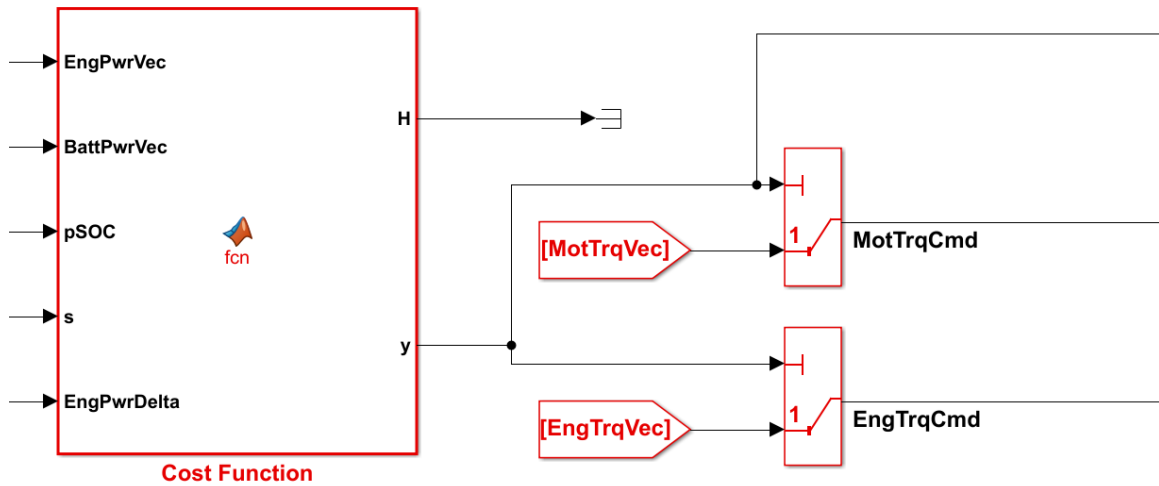 EngPwrVec
BattPwrVec
pSOC
s
EngPwrDelta
fcn
H
y
Cost Function
[MotTrqVec]
1
MotTrqCmd
[EngTrqVec]
1
EngTrqCmd